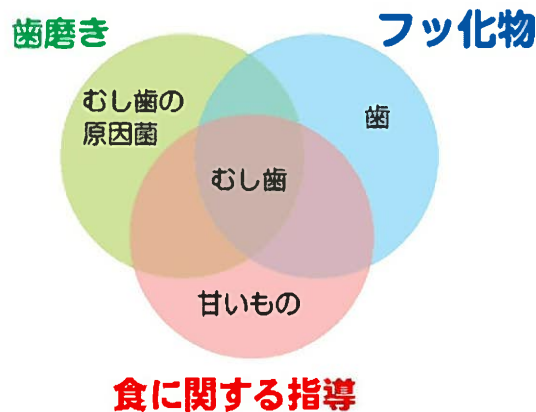 歯磨き
フッ化物
むし歯の
原因菌
歯
むし歯
甘いもの
食に関する指導